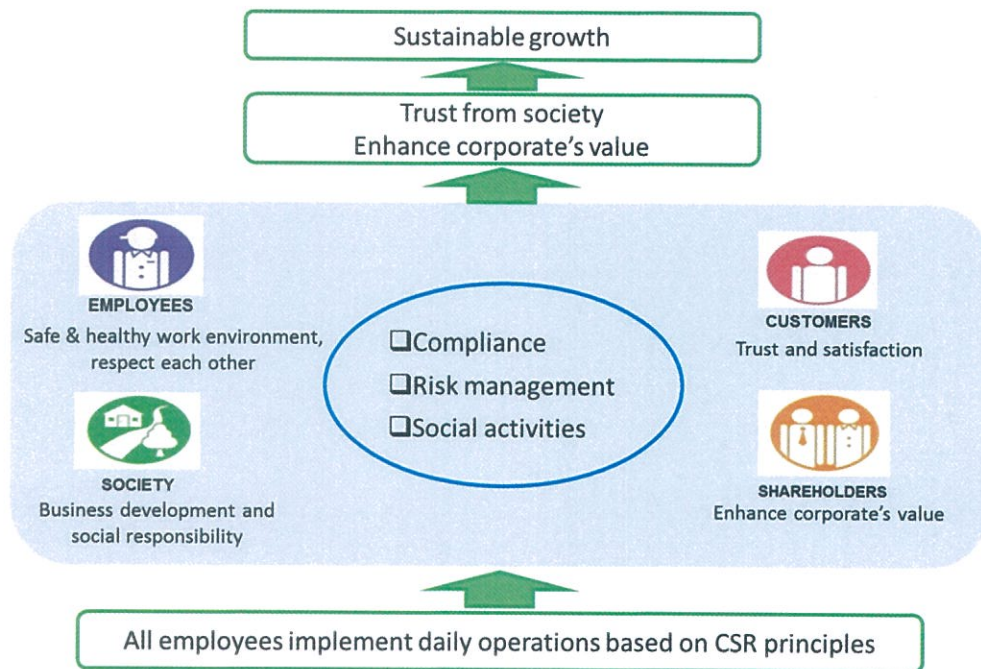 Sustainable growth
Trust from society
Enhance corporate's value
EMPLOYEES
Safe & healthy work environment,
respect each other
SOCIETY
Business development and
social responsibility
❑Compliance
❑Risk management
❑Social activities
CUSTOMERS
Trust and satisfaction
SHAREHOLDERS
Enhance corporate's value
All employees implement daily operations based on CSR principles